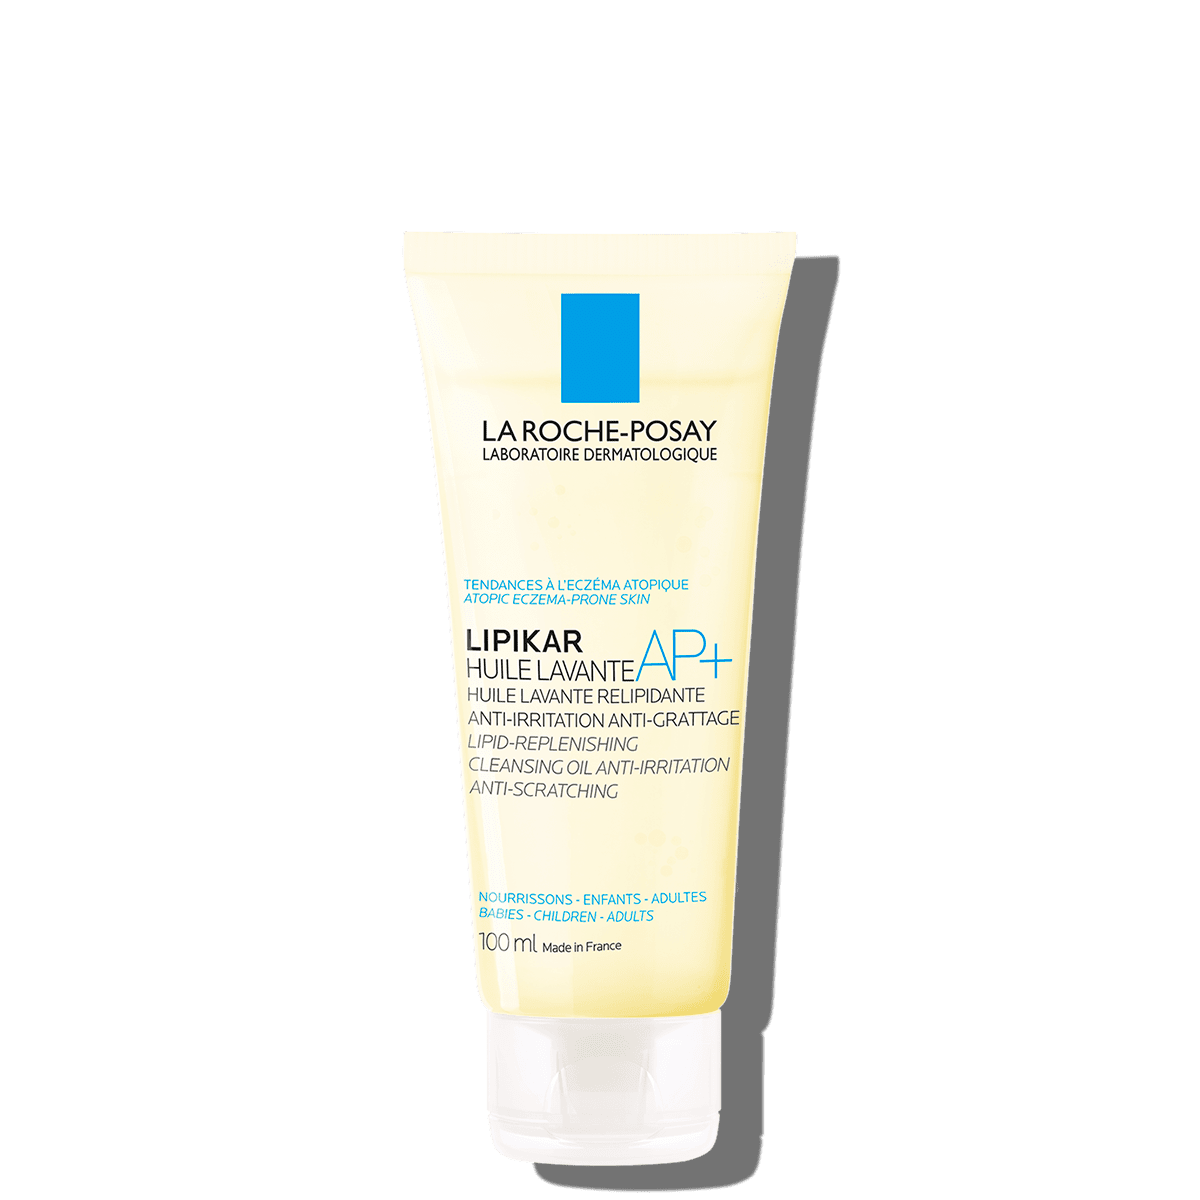 LA ROCHE-POSAY
LABORATOIRE DERMATOLOGIQUE
TENDANCES À L'ECZÉMA ATOPIQUE
ATOPIC ECZEMA-PRONE SKIN
LIPIKAR
HUILE LAVANTE AP+
HUILE LAVANTE RELIPIDANTE
ANTI-IRRITATION ANTI-GRATTAGE
LIPID-REPLENISHING
CLEANSING OIL ANTI-IRRITATION
ANTI-SCRATCHING
NOURRISSONS - ENFANTS - ADULTES
BABIES - CHILDREN - ADULTS
100 ml Made in France